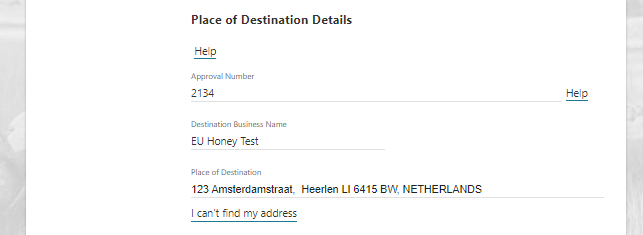 Place of Destination Details
Help
Approval Number
2134
Help
Destination Business Name
EU Honey Test
Place of Destination
123 Amsterdamstraat,  Heerlen LI 6415 BW, NETHERLANDS
I can't find my address